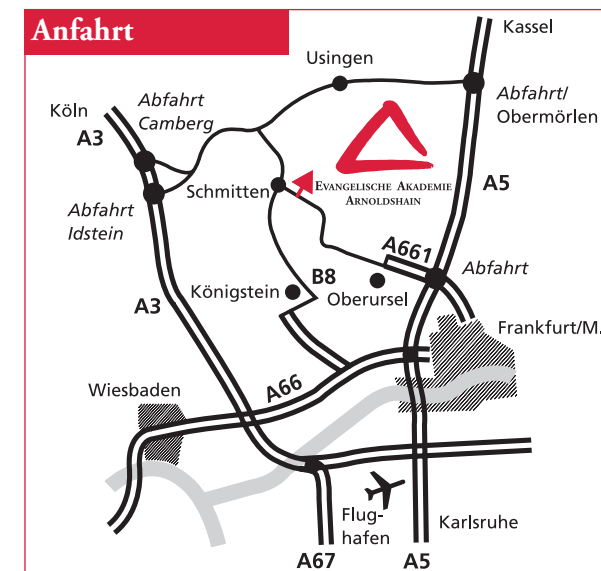 Anfahrt
Kassel
Usingen
Köln
Abfahrt
Camberg
A3
Abfahrt/
Obermörlen
EVANGELISCHE AKADEMIE
ARNOLDSHAIN
Schmitten
A5
Abfahrt
Idstein
A661
Abfahrt
B8
Königstein
Oberursel
A3
Frankfurt/M.
A66
Wiesbaden
Flug-
hafen
Karlsruhe
A67
A5